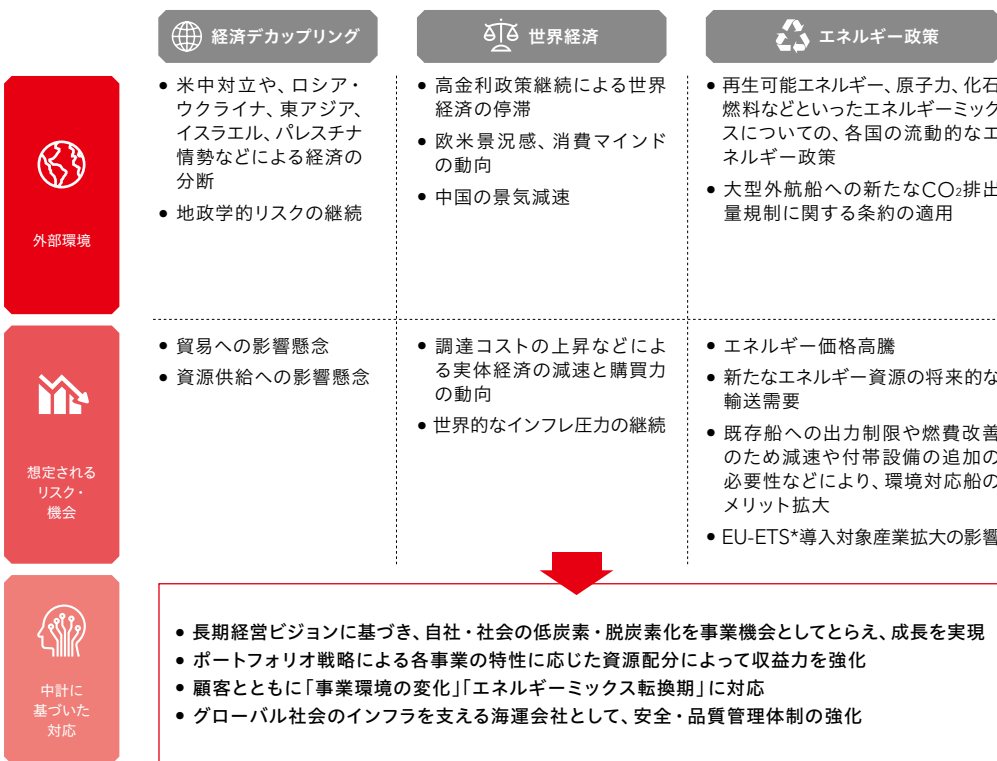 経済デカップリング
世界経済
エネルギー政策
外部環境
• 米中対立や、ロシア・
ウクライナ、東アジア、
イスラエル、パレスチナ
情勢などによる経済の
分断
• 地政学的リスクの継続
• 高金利政策継続による世界
経済の停滞
• 欧米景況感、消費マインド
の動向
• 中国の景気減速
• 再生可能エネルギー、原子力、化石
燃料などといったエネルギーミック
スについての、各国の流動的なエ
ネルギー政策
• 大型外航船への新たなCO₂排出
量規制に関する条約の適用
想定される
リスク・
機会
• 貿易への影響懸念
• 資源供給への影響懸念
• 調達コストの上昇などによ
る実体経済の減速と購買力
の動向
• 世界的なインフレ圧力の継続
• エネルギー価格高騰
• 新たなエネルギー資源の将来的な
輸送需要
• 既存船への出力制限や燃費改善
のため減速や付帯設備の追加の
必要性などにより、環境対応船の
メリット拡大
• EU-ETS*導入対象産業拡大の影響
中計に
基づいた
対応
• 長期経営ビジョンに基づき、自社・社会の低炭素・脱炭素化を事業機会としてとらえ、成長を実現
• ポートフォリオ戦略による各事業の特性に応じた資源配分によって収益力を強化
• 顧客とともに「事業環境の変化」「エネルギーミックス転換期」に対応
• グローバル社会のインフラを支える海運会社として、安全・品質管理体制の強化